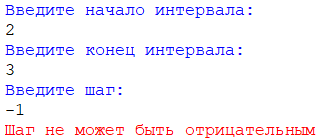 Введите начало интервала:
2
Введите конец интервала:
3
Введите шаг:
-1
Шаг не может быть отрицательным